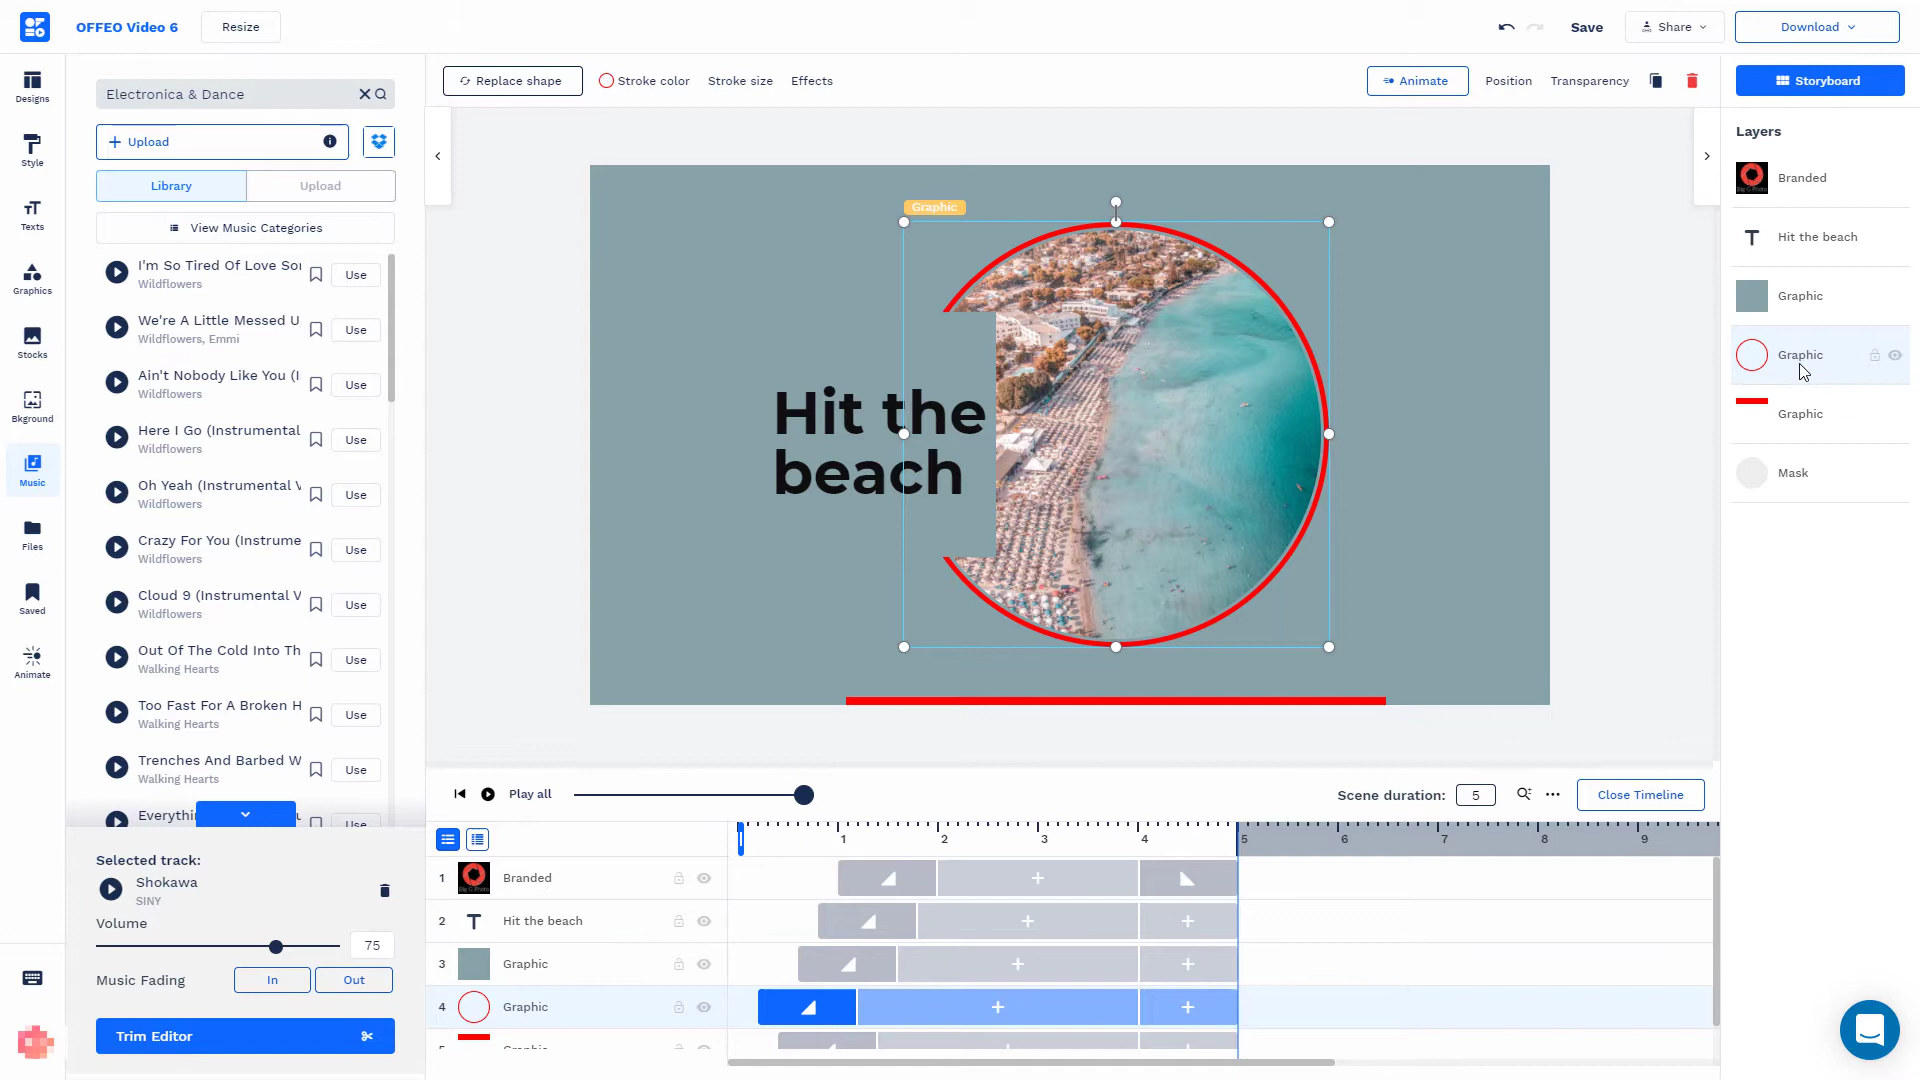 OFFEO Video 6
Resize
Save
Share
Download
Designs
Style
Texts
Graphics
Stocks
Bkground
Music
Files
Saved
Animate
Electronica & Dance
Upload
Library
Upload
View Music Categories
I'm So Tired Of Love Sor
Wildflowers
Use
We're A Little Messed U
Wildflowers, Emmi
Use
Ain't Nobody Like You (I
Wildflowers
Use
Here I Go (Instrumental
Wildflowers
Use
Oh Yeah (Instrumental V
Wildflowers
Use
Crazy For You (Instrume
Wildflowers
Use
Cloud 9 (Instrumental V
Wildflowers
Use
Out Of The Cold Into Th
Walking Hearts
Use
Too Fast For A Broken H
Walking Hearts
Use
Trenches And Barbed W
Walking Hearts
Use
Selected track:
Shokawa
SINY
Volume
75
Music Fading
In
Out
Trim Editor
Replace shape
Stroke color
Stroke size
Effects
Animate
Position
Transparency
Storyboard
Graphic
Hit the
beach
Layers
Branded
Hit the beach
Graphic
Graphic
Graphic
Mask
Play all
Scene duration:
5
Close Timeline
1 2 3 4 5 6 7 8 9
1 Branded
2 Hit the beach
3 Graphic
4 Graphic